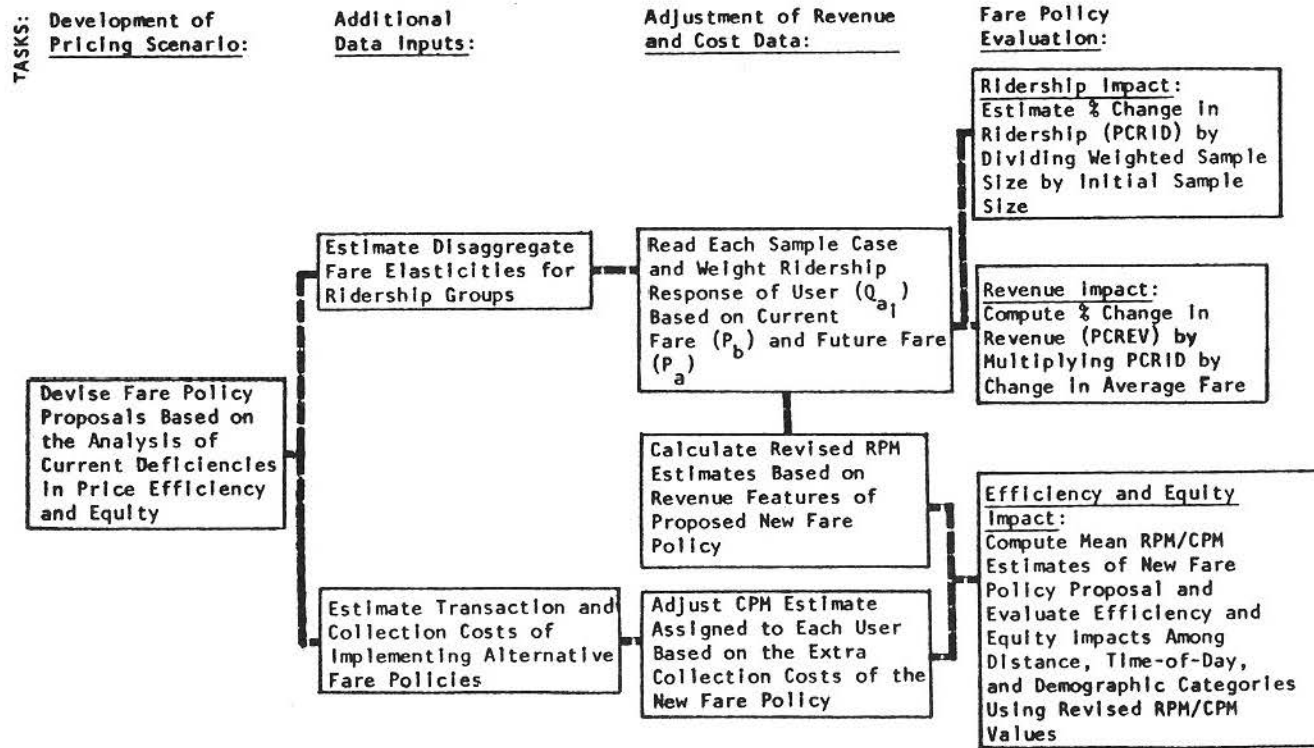 TASKS:
Development of
Pricing Scenario:
Additional
Data Inputs:
Adjustment of Revenue
and Cost Data:
Fare Policy
Evaluation:
Devise Fare Policy
Proposals Based on
the Analysis of
Current Deficiencies
in Price Efficiency
and Equity
Estimate Disaggregate
Fare Elasticities for
Ridership Groups
Estimate Transaction and
Collection Costs of
Implementing Alternative
Fare Policies
Read Each Sample Case
and Weight Ridership
Response of User (Q_ai)
Based on Current
Fare (P_b) and Future Fare
(P_a)
Calculate Revised RPM
Estimates Based on
Revenue Features of
Proposed New Fare
Policy
Adjust CPM Estimate
Assigned to Each User
Based on the Extra
Collection Costs of the
New Fare Policy
Ridership Impact:
Estimate % Change in
Ridership (PCRID) by
Dividing Weighted Sample
Size by Initial Sample
Size
Revenue Impact:
Compute % Change in
Revenue (PCREV) by
Multiplying PCRID by
Change in Average Fare
Efficiency and Equity
Impact:
Compute Mean RPM/CPM
Estimates of New Fare
Policy Proposal and
Evaluate Efficiency and
Equity Impacts Among
Distance, Time-of-Day,
and Demographic Categories
Using Revised RPM/CPM
Values